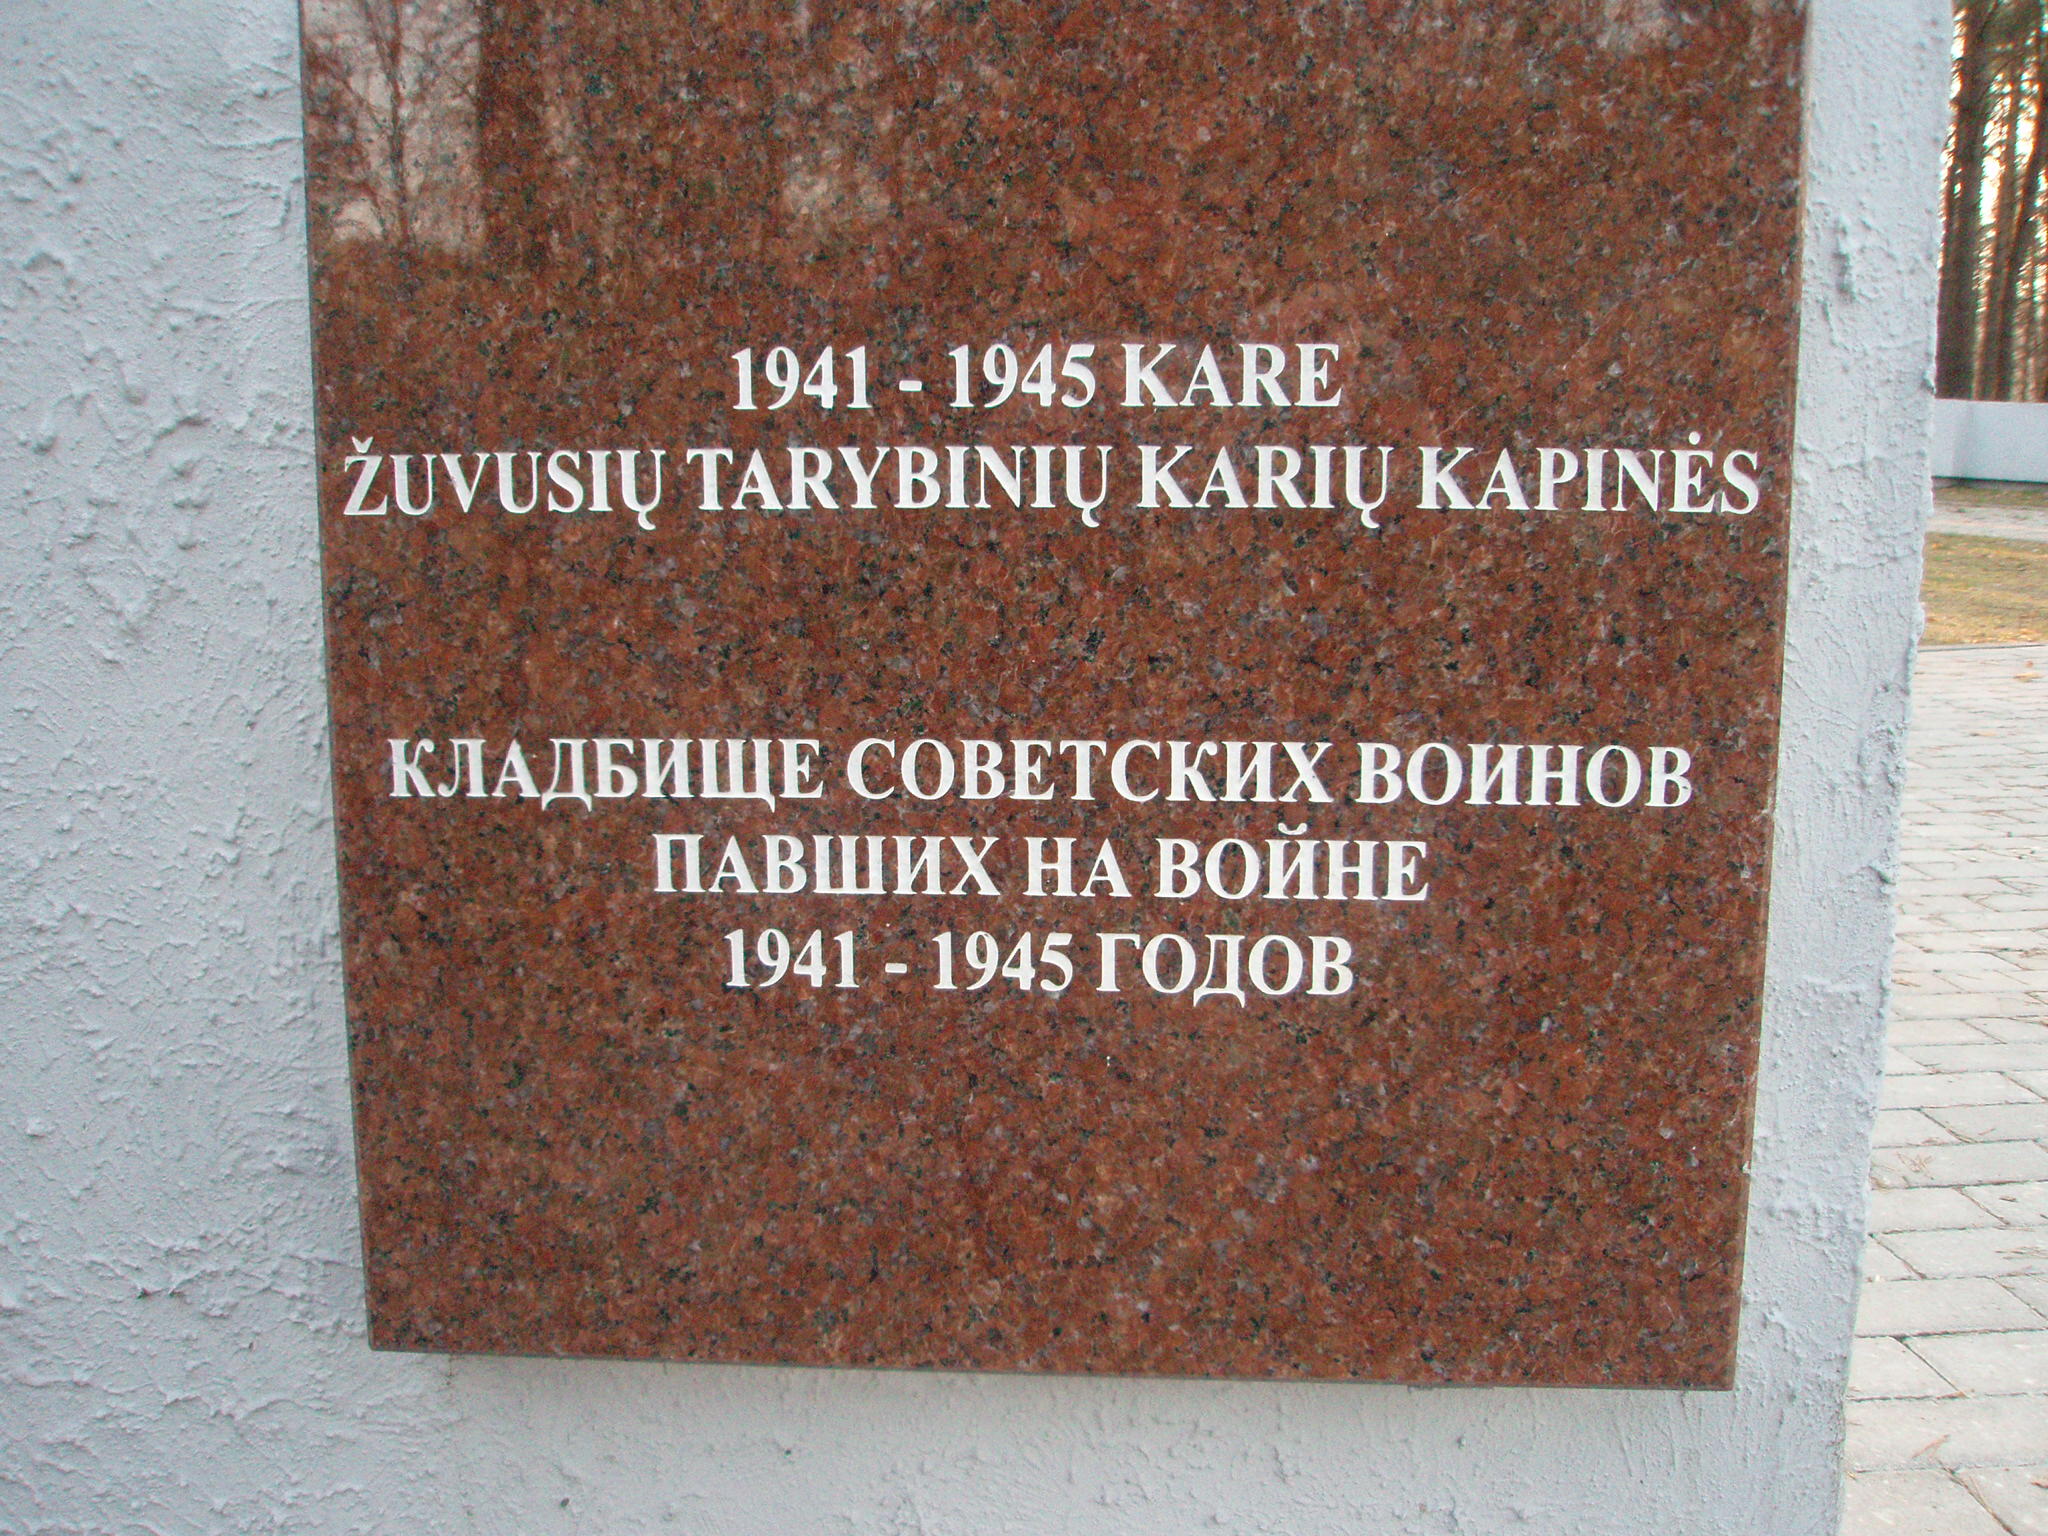 1941 - 1945 KARE
ŽUVUSIŲ TARYBINIŲ KARIŲ KAPINĖS
КЛАДБИЩЕ СОВЕТСКИХ ВОИНОВ
ПАВШИХ НА ВОЙНЕ
1941 - 1945 ГОДОВ